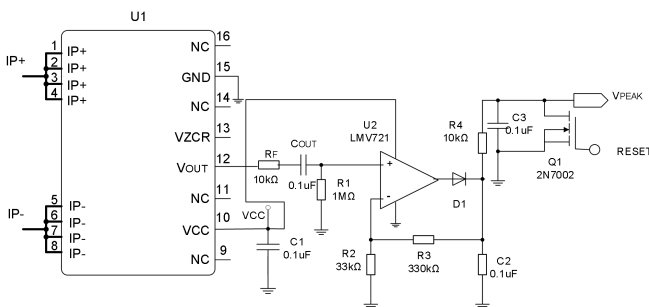 U1
IP+
1 IP+
2 IP+
3 IP+
4 IP+
IP-
5 IP-
6 IP-
7 IP-
8 IP-
NC 16
GND 15
NC 14
VZCR 13
VOUT 12
NC 11
VCC 10
NC 9
VCC
C1
0.1uF
RF
10kΩ
COUT
0.1uF
R1
1MΩ
U2
LMV721
+
-
D1
R2
33kΩ
R3
330kΩ
C2
0.1uF
R4
10kΩ
C3
0.1uF
VPEAK
Q1
2N7002
RESET